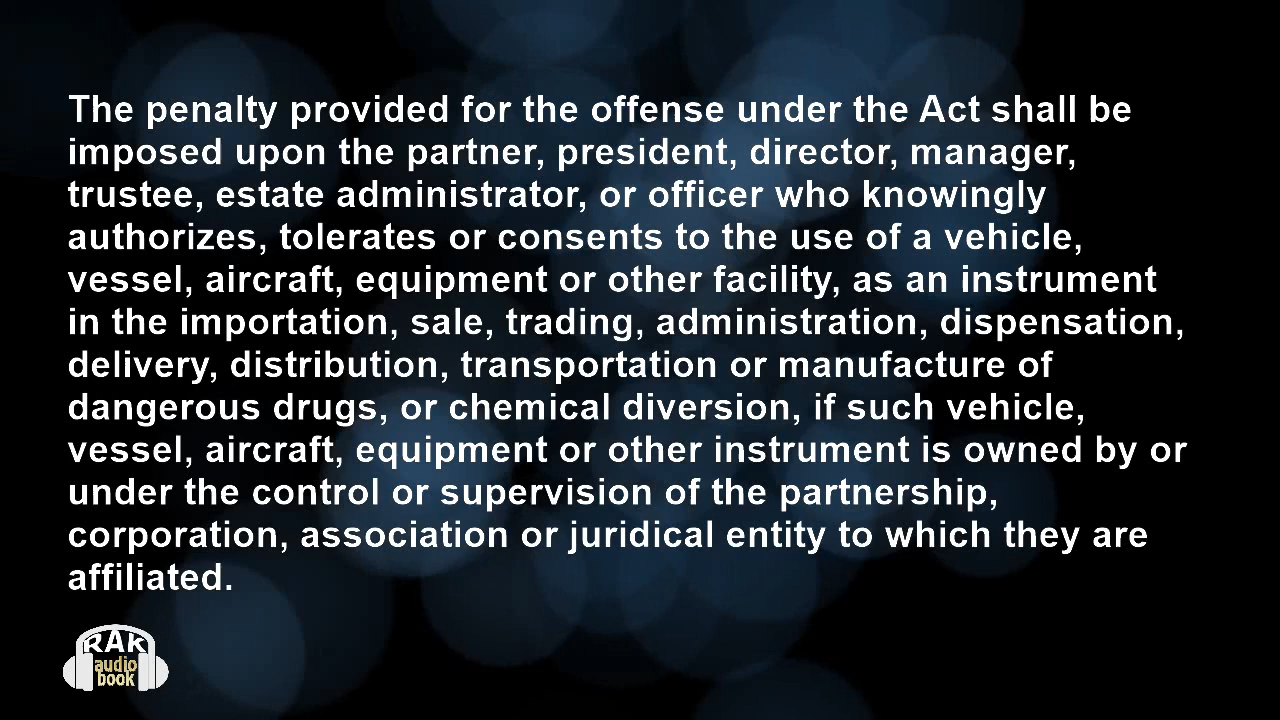 The penalty provided for the offense under the Act shall be
imposed upon the partner, president, director, manager,
trustee, estate administrator, or officer who knowingly
authorizes, tolerates or consents to the use of a vehicle,
vessel, aircraft, equipment or other facility, as an instrument
in the importation, sale, trading, administration, dispensation,
delivery, distribution, transportation or manufacture of
dangerous drugs, or chemical diversion, if such vehicle,
vessel, aircraft, equipment or other instrument is owned by or
under the control or supervision of the partnership,
corporation, association or juridical entity to which they are
affiliated.
RAK
audio
book